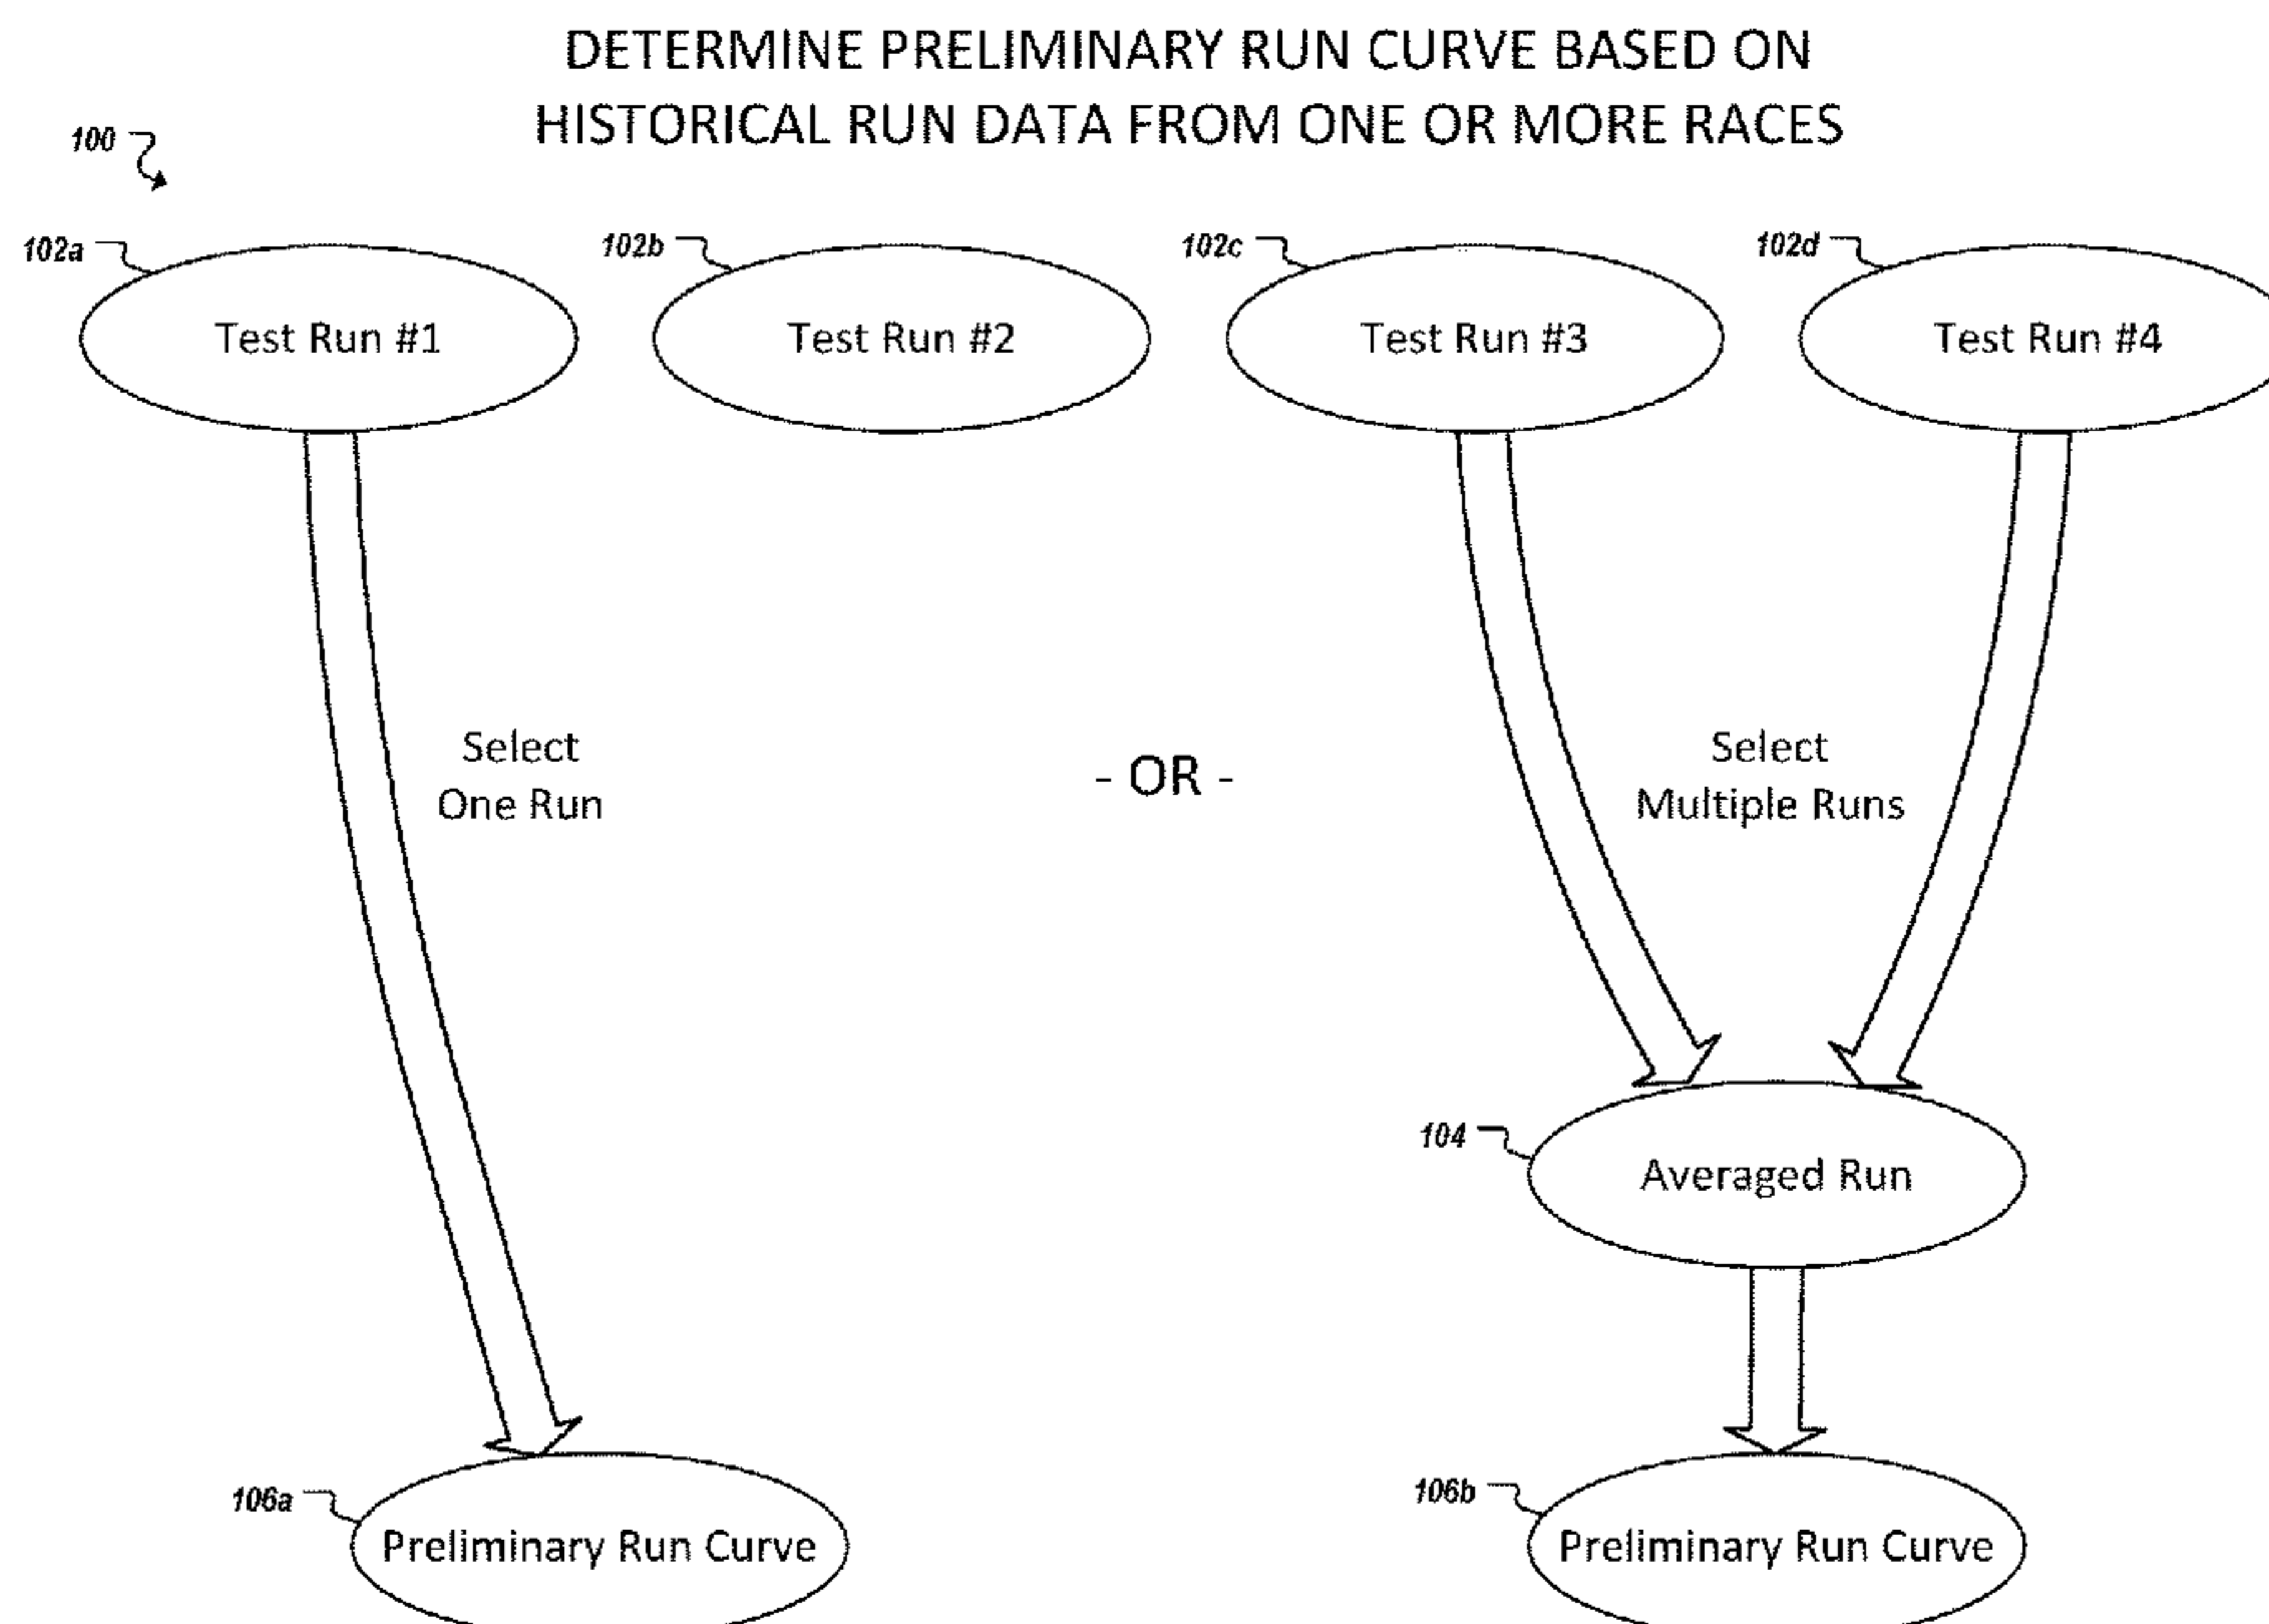 DETERMINE PRELIMINARY RUN CURVE BASED ON
HISTORICAL RUN DATA FROM ONE OR MORE RACES
100
102a
102b
102c
102d
Test Run #1
Test Run #2
Test Run #3
Test Run #4
Select
One Run
- OR -
Select
Multiple Runs
104
Averaged Run
106a
106b
Preliminary Run Curve
Preliminary Run Curve